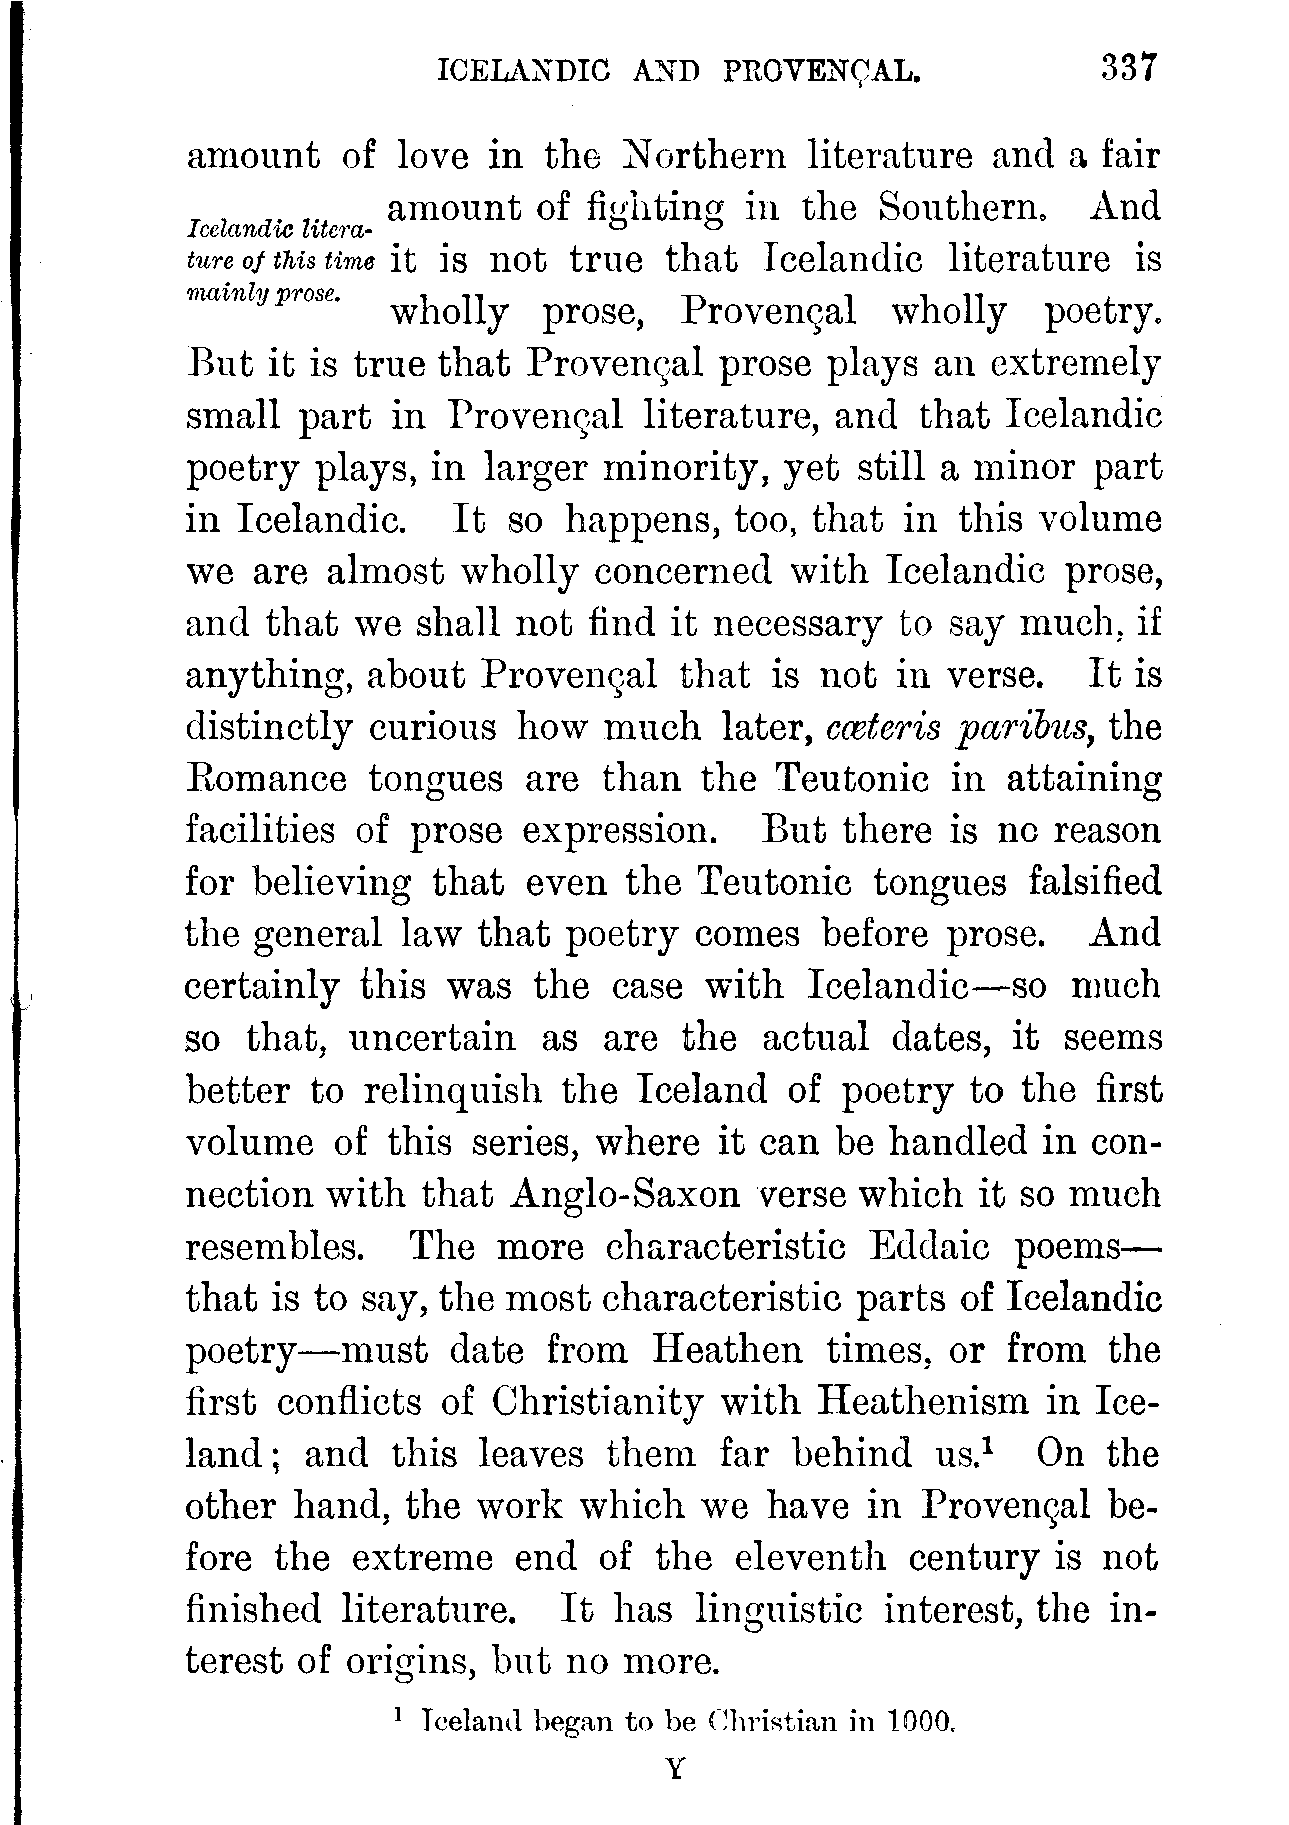 ICELANDIC AND PROVENÇAL. 337
amount of love in the Northern literature and a fair
amount of fighting in the Southern. And
Icelandic litera-
ture of this time
mainly prose.
it is not true that Icelandic literature is
wholly prose, Provençal wholly poetry.
But it is true that Provençal prose plays an extremely
small part in Provençal literature, and that Icelandic
poetry plays, in larger minority, yet still a minor part
in Icelandic. It so happens, too, that in this volume
we are almost wholly concerned with Icelandic prose,
and that we shall not find it necessary to say much, if
anything, about Provençal that is not in verse. It is
distinctly curious how much later, cæteris paribus, the
Romance tongues are than the Teutonic in attaining
facilities of prose expression. But there is no reason
for believing that even the Teutonic tongues falsified
the general law that poetry comes before prose. And
certainly this was the case with Icelandic—so much
so that, uncertain as are the actual dates, it seems
better to relinquish the Iceland of poetry to the first
volume of this series, where it can be handled in con-
nection with that Anglo-Saxon verse which it so much
resembles. The more characteristic Eddaic poems—
that is to say, the most characteristic parts of Icelandic
poetry—must date from Heathen times, or from the
first conflicts of Christianity with Heathenism in Ice-
land; and this leaves them far behind us.¹ On the
other hand, the work which we have in Provençal be-
fore the extreme end of the eleventh century is not
finished literature. It has linguistic interest, the in-
terest of origins, but no more.
¹ Iceland began to be Christian in 1000.
Y